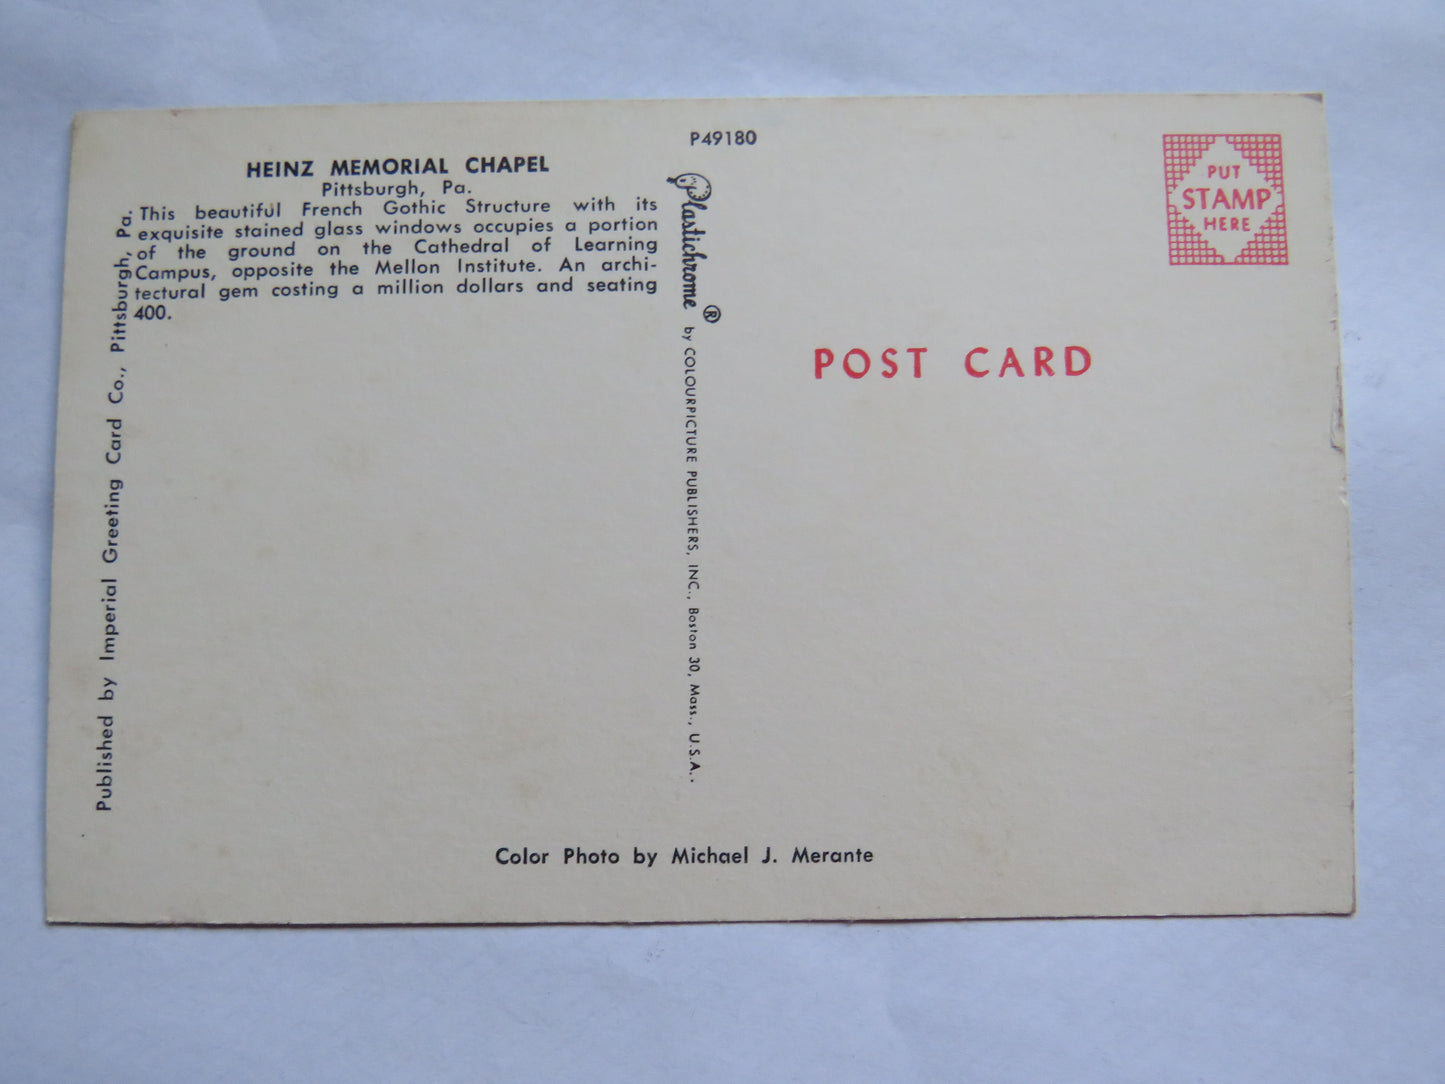 P49180
HEINZ MEMORIAL CHAPEL
Pittsburgh, Pa.
This beautiful French Gothic Structure with its
exquisite stained glass windows occupies a portion
of the ground on the Cathedral of Learning
Campus, opposite the Mellon Institute. An archi-
tectural gem costing a million dollars and seating
400.
Published by Imperial Greeting Card Co., Pittsburgh, Pa.
Plastichrome ® by COLOURPICTURE PUBLISHERS, INC., Boston 30, Mass., U.S.A.
PUT
STAMP
HERE
POST CARD
Color Photo by Michael J. Merante